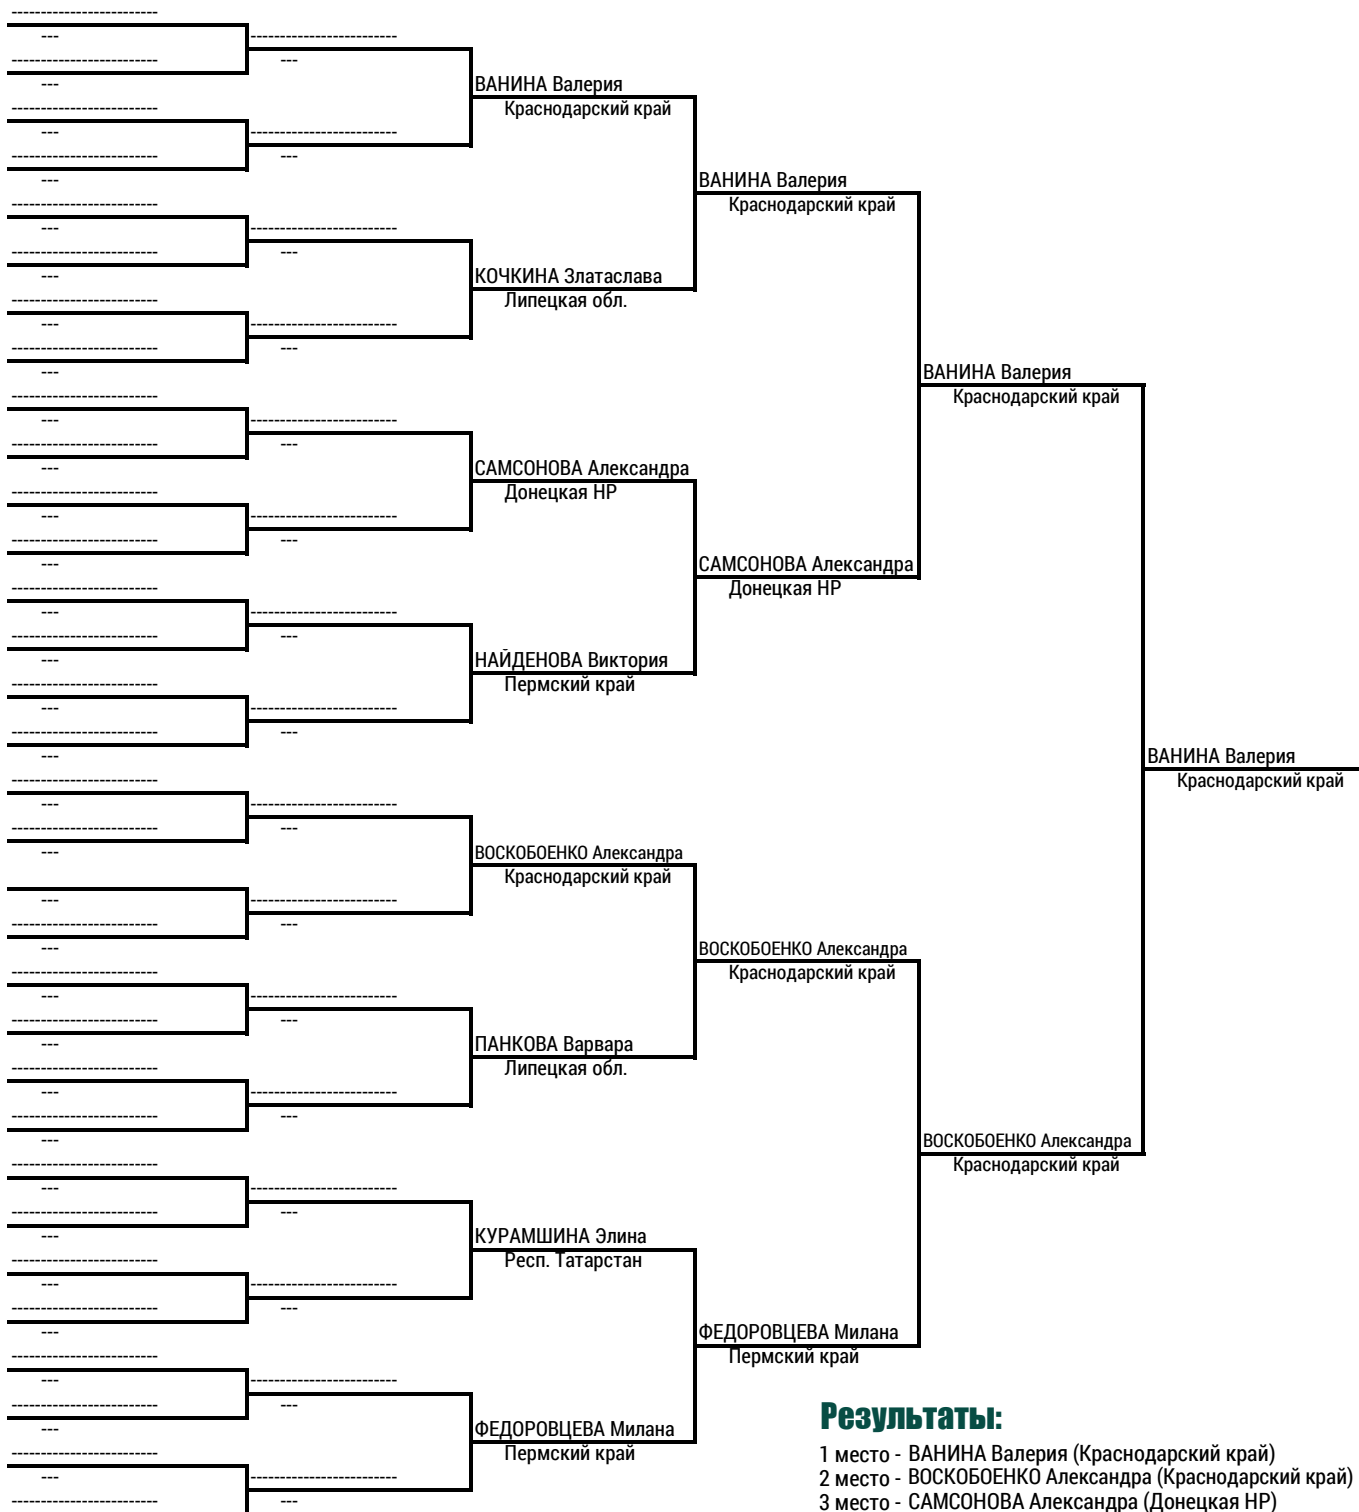 ВАНИНА Валерия
Краснодарский край
ВАНИНА Валерия
Краснодарский край
КОЧКИНА Златаслава
Липецкая обл.
ВАНИНА Валерия
Краснодарский край
САМСОНОВА Александра
Донецкая НР
САМСОНОВА Александра
Донецкая НР
НАЙДЕНОВА Виктория
Пермский край
ВАНИНА Валерия
Краснодарский край
ВОСКОБОЕНКО Александра
Краснодарский край
ВОСКОБОЕНКО Александра
Краснодарский край
ПАНКОВА Варвара
Липецкая обл.
ВОСКОБОЕНКО Александра
Краснодарский край
КУРАМШИНА Элина
Респ. Татарстан
ФЕДОРОВЦЕВА Милана
Пермский край
ФЕДОРОВЦЕВА Милана
Пермский край
Результаты:
1 место - ВАНИНА Валерия (Краснодарский край)
2 место - ВОСКОБОЕНКО Александра (Краснодарский край)
3 место - САМСОНОВА Александра (Донецкая НР)